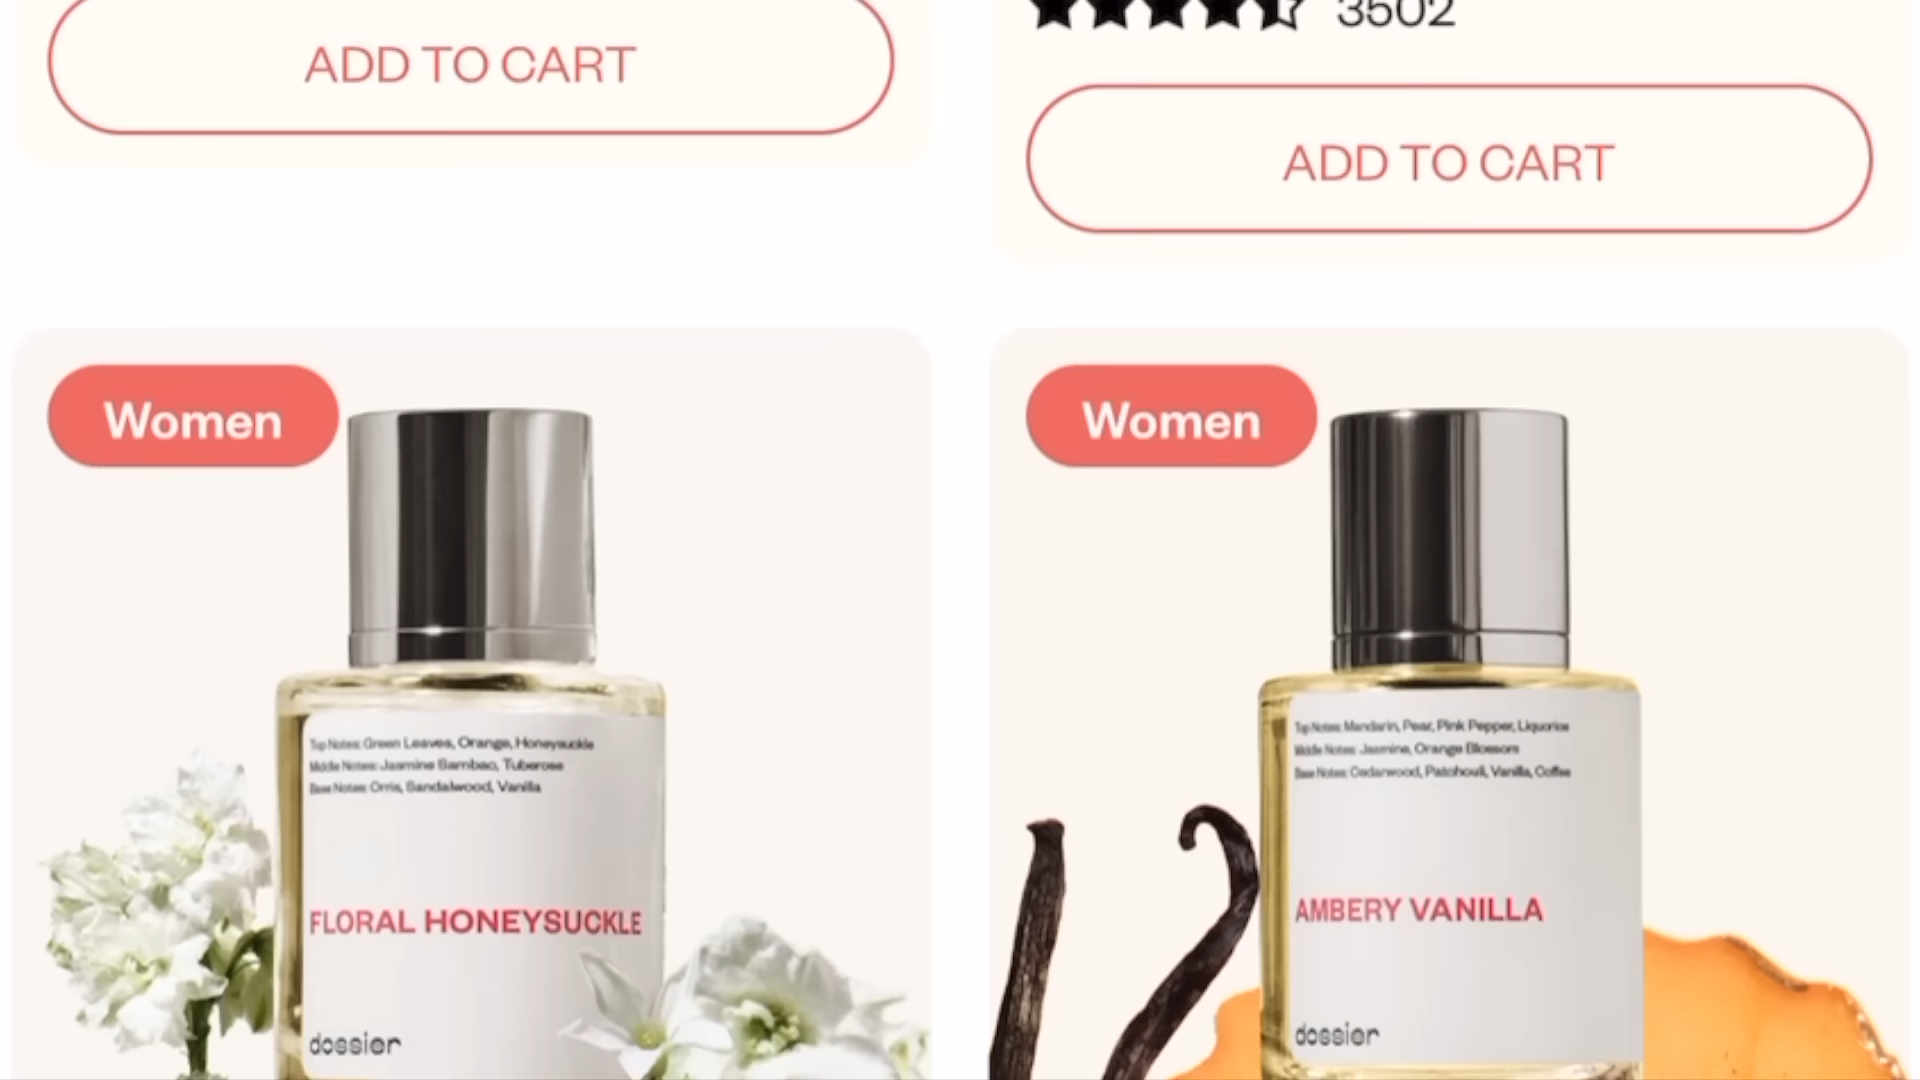 ADD TO CART
3502
ADD TO CART
Women
Top Notes: Green Leaves, Orange, Honeysuckle
Middle Notes: Jasmine Sambac, Tuberose
Base Notes: Orris, Sandalwood, Vanilla
FLORAL HONEYSUCKLE
dossier
Women
Top Notes: Mandarin, Pear, Pink Pepper, Liquorice
Middle Notes: Jasmine, Orange Blossom
Base Notes: Cedarwood, Patchouli, Vanilla, Coffee
AMBERY VANILLA
dossier